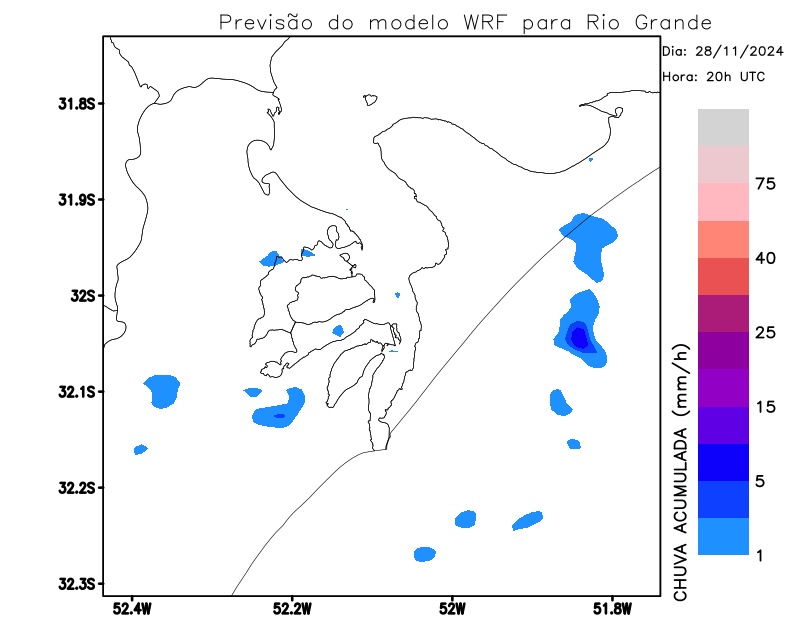 Previsão do modelo WRF para Rio Grande
Dia: 28/11/2024
Hora: 20h UTC
31.8S
31.9S
32S
32.1S
32.2S
32.3S
52.4W
52.2W
52W
51.8W
75
40
25
15
5
1
CHUVA ACUMULADA (mm/h)